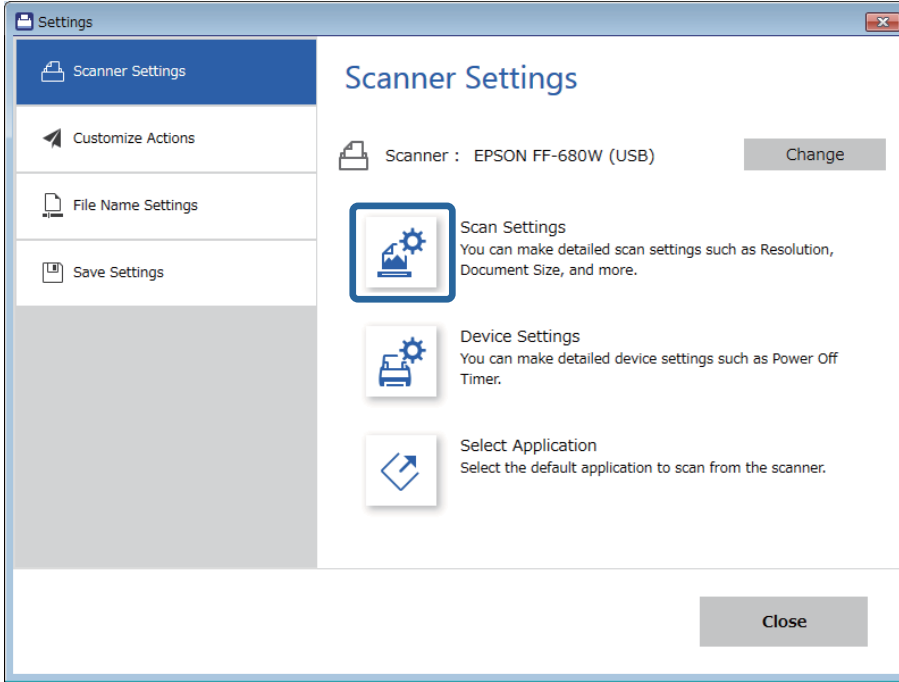 Settings
Scanner Settings
Customize Actions
File Name Settings
Save Settings
Scanner Settings
Scanner : EPSON FF-680W (USB)
Change
Scan Settings
You can make detailed scan settings such as Resolution,
Document Size, and more.
Device Settings
You can make detailed device settings such as Power Off
Timer.
Select Application
Select the default application to scan from the scanner.
Close